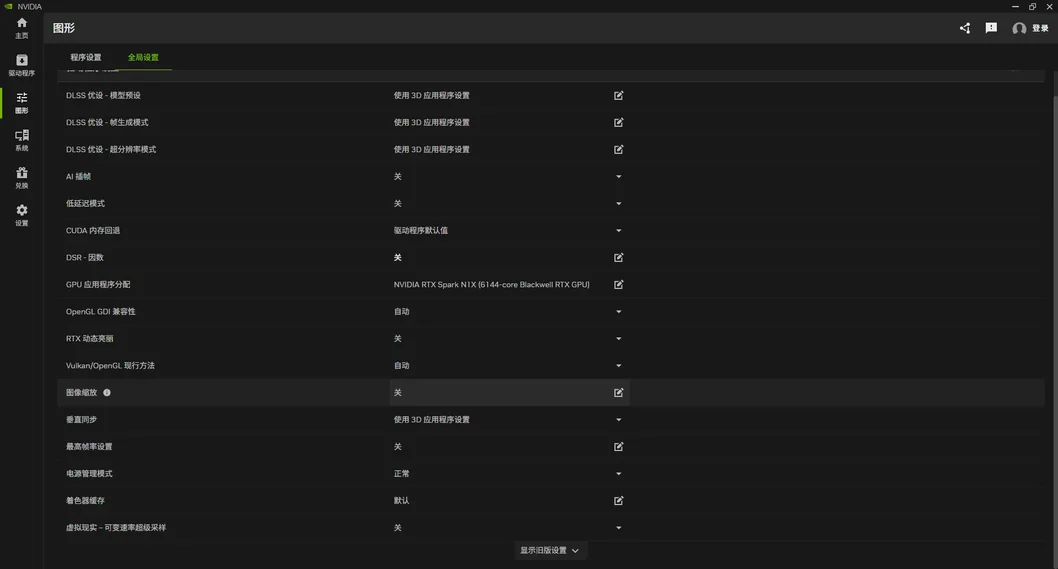 NVIDIA
图形
登录
主页
驱动程序
图形
系统
兑换
设置
程序设置 全局设置
DLSS 优设 - 模型预设 使用 3D 应用程序设置
DLSS 优设 - 帧生成模式 使用 3D 应用程序设置
DLSS 优设 - 超分辨率模式 使用 3D 应用程序设置
AI 插帧 关
低延迟模式 关
CUDA 内存回退 驱动程序默认值
DSR - 因数 关
GPU 应用程序分配 NVIDIA RTX Spark N1X (6144-core Blackwell RTX GPU)
OpenGL GDI 兼容性 自动
RTX 动态亮丽 关
Vulkan/OpenGL 现行方法 自动
图像缩放 关
垂直同步 使用 3D 应用程序设置
最高帧率设置 关
电源管理模式 正常
着色器缓存 默认
虚拟现实 – 可变速率超级采样 关
显示旧版设置